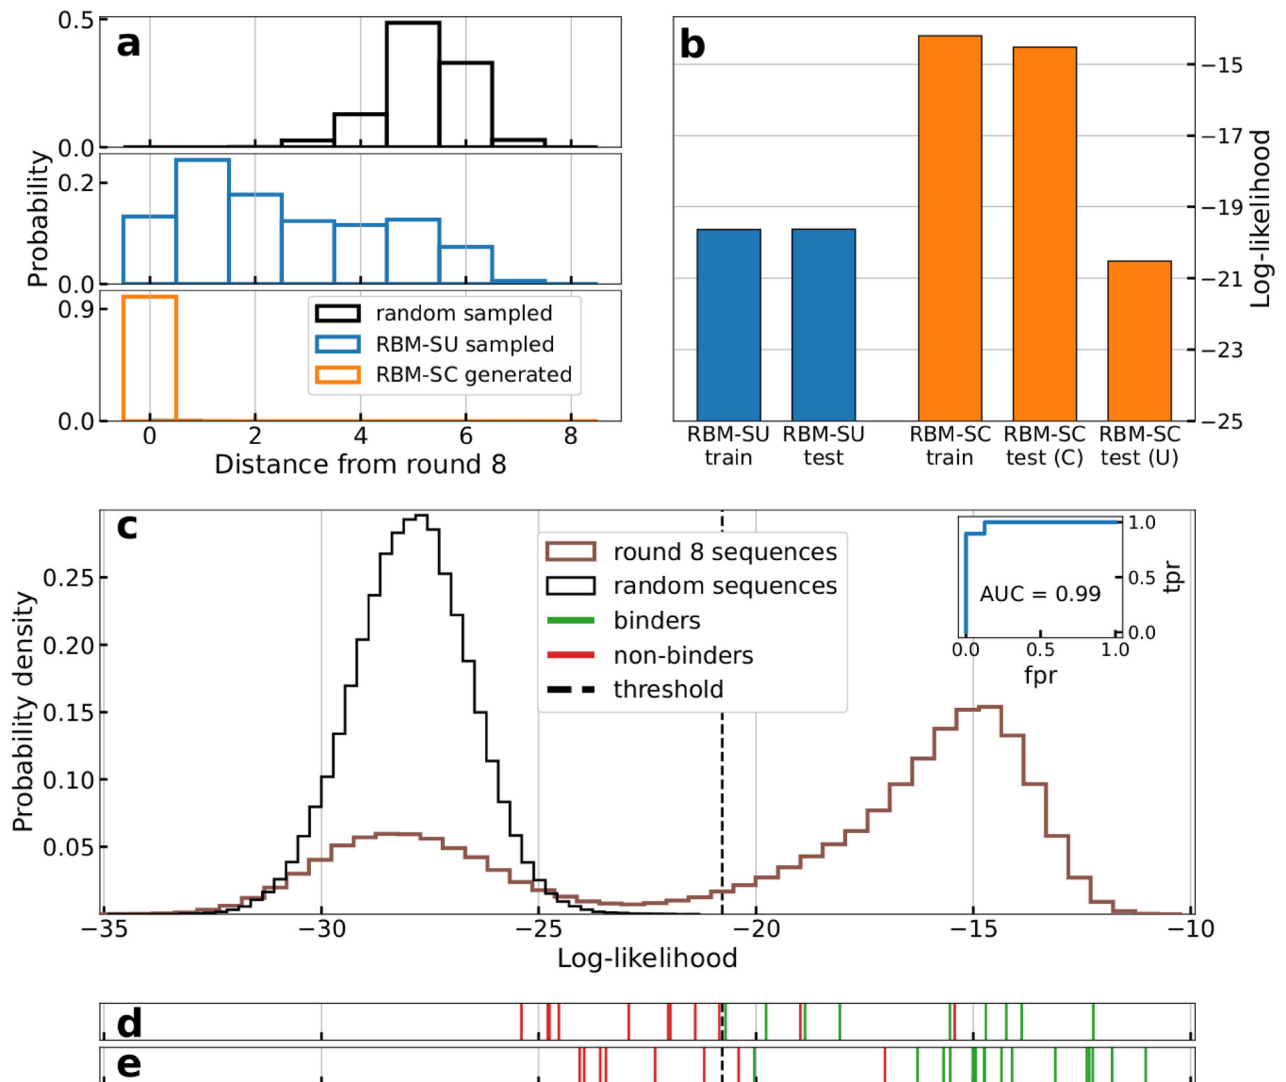 a
0.5
0.0
0.2
0.0
0.9
0.0
Probability
random sampled
RBM-SU sampled
RBM-SC generated
0 2 4 6 8
Distance from round 8
b
−15
−17
−19
−21
−23
−25
Log-likelihood
RBM-SU train
RBM-SU test
RBM-SC train
RBM-SC test (C)
RBM-SC test (U)
c
0.25
0.20
0.15
0.10
0.05
Probability density
round 8 sequences
random sequences
binders
non-binders
threshold
AUC = 0.99
1.0
0.5
0.0
tpr
0.0 0.5 1.0
fpr
−35 −30 −25 −20 −15 −10
Log-likelihood
d
e